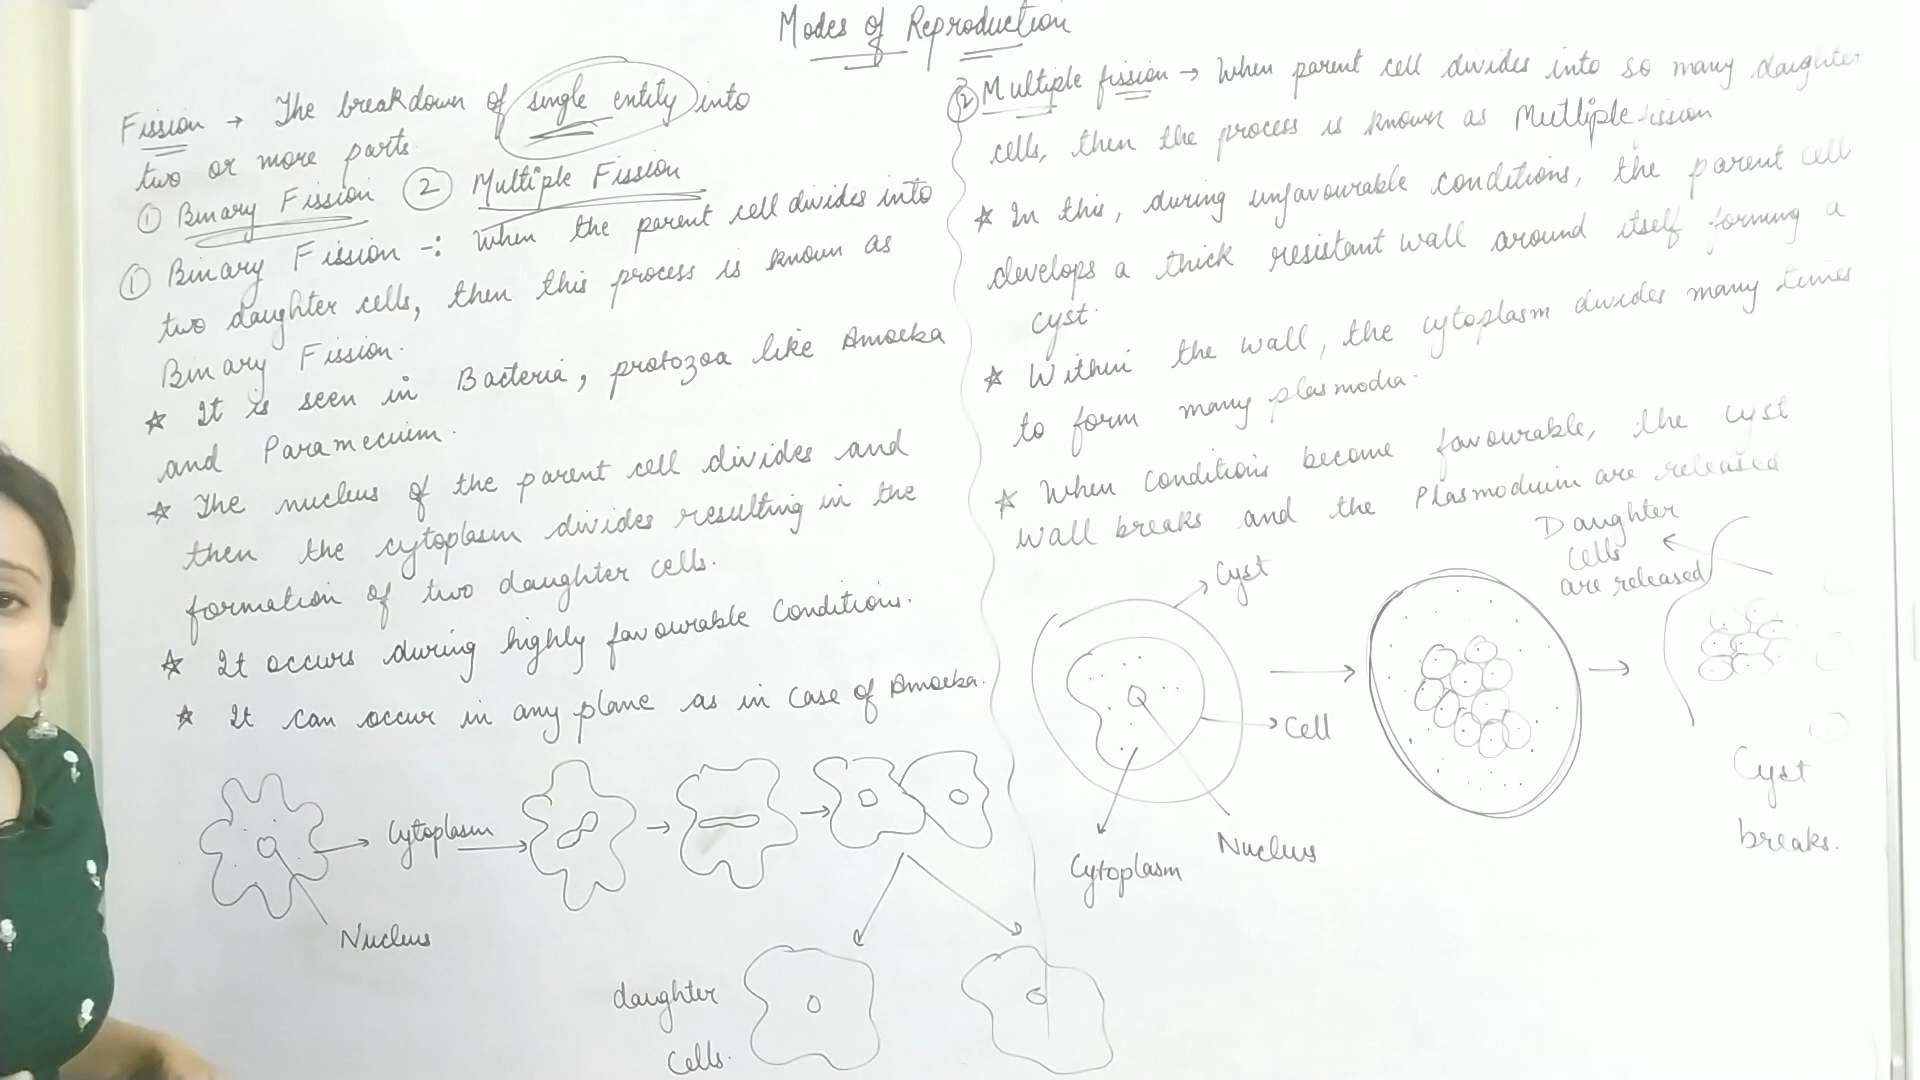 Modes of Reproduction
Fission → The breakdown of single entity into
two or more parts.
① Binary Fission ② Multiple Fission
① Binary Fission -: When the parent cell divides into
two daughter cells, then this process is known as
Binary Fission.
☆ It is seen in Bacteria, protozoa like Amoeba
and Paramecium.
☆ The nucleus of the parent cell divides and
then the cytoplasm divides resulting in the
formation of two daughter cells.
☆ It occurs during highly favourable Conditions.
☆ It can occur in any plane as in case of Amoeba.
Cytoplasm
Nucleus
daughter
cells.
② Multiple fission → When parent cell divides into so many daughter
cells, then the process is known as Mutliple fission
☆ In this, during unfavourable conditions, the parent cell
develops a thick resistant wall around itself forming a
cyst.
☆ Within the wall, the cytoplasm divides many times
to form many plasmodia.
☆ When conditions become favourable, the cyst
wall breaks and the Plasmodium are released
Cyst
Cell
Nucleus
Cytoplasm
Daughter
cells
are released
Cyst
breaks.